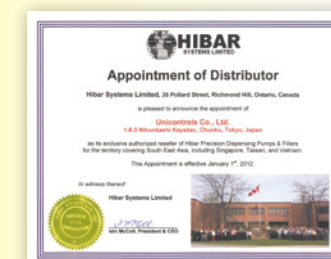 HIBAR
SYSTEMS LIMITED
Appointment of Distributor
Hibar Systems Limited, 35 Pollard Street, Richmond Hill, Ontario, Canada
is pleased to announce the appointment of
Unicontrols Co., Ltd.
1-8-3 Nihonbashi Kayabac, Chuoku, Tokyo, Japan
as its exclusive authorized reseller of Hibar Precision Dispensing Pumps & Fillers
for the territory covering South East Asia, including Singapore, Taiwan, and Vietnam.
This Appointment is effective January 1st, 2012.
In witness thereof
Hibar Systems Limited
Iain McColl, President & CEO